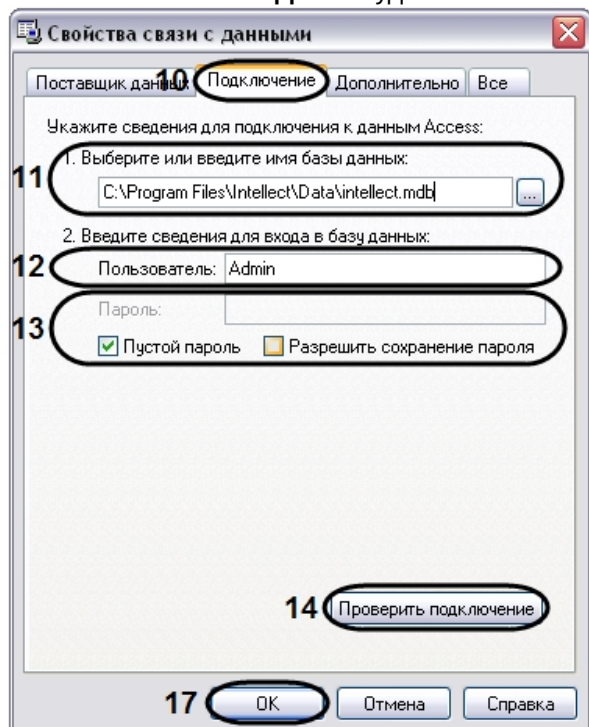 Свойства связи с данными
Поставщик данных 10 Подключение Дополнительно Все
Укажите сведения для подключения к данным Access:
1. Выберите или введите имя базы данных:
11
C:\Program Files\Intellect\Data\intellect.mdb ...
2. Введите сведения для входа в базу данных:
12 Пользователь: Admin
Пароль:
13
Пустой пароль Разрешить сохранение пароля
14 Проверить подключение
17 ОК Отмена Справка